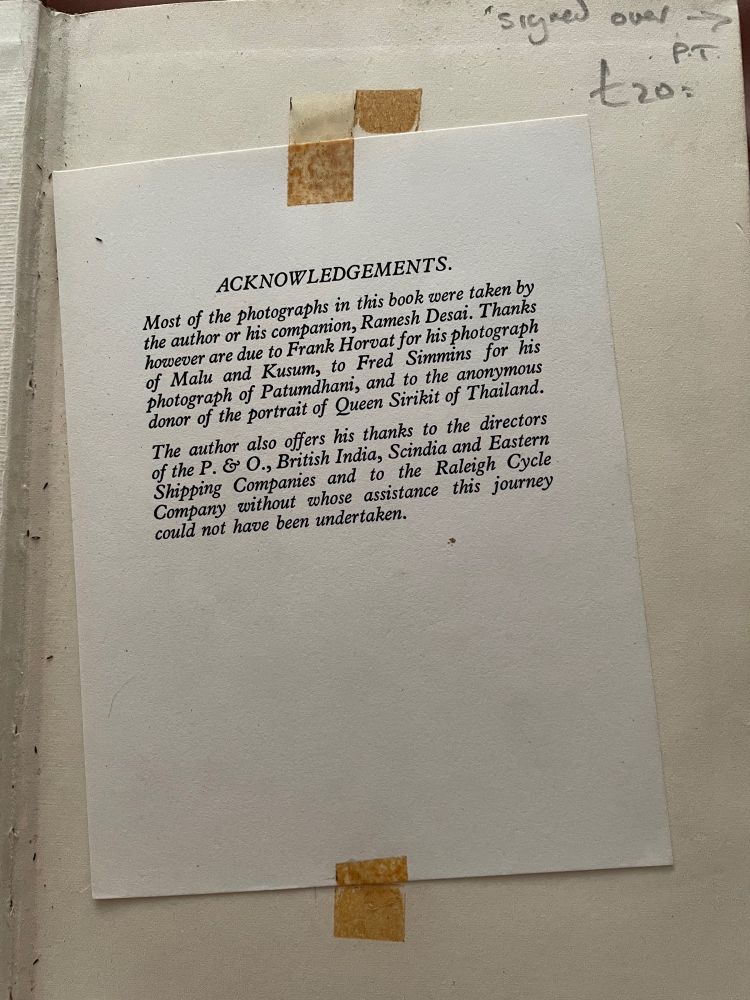 "signed over →
P.T.
£20=
ACKNOWLEDGEMENTS.
Most of the photographs in this book were taken by
the author or his companion, Ramesh Desai. Thanks
however are due to Frank Horvat for his photograph
of Malu and Kusum, to Fred Simmins for his
photograph of Patumdhani, and to the anonymous
donor of the portrait of Queen Sirikit of Thailand.
The author also offers his thanks to the directors
of the P. & O., British India, Scindia and Eastern
Shipping Companies and to the Raleigh Cycle
Company without whose assistance this journey
could not have been undertaken.